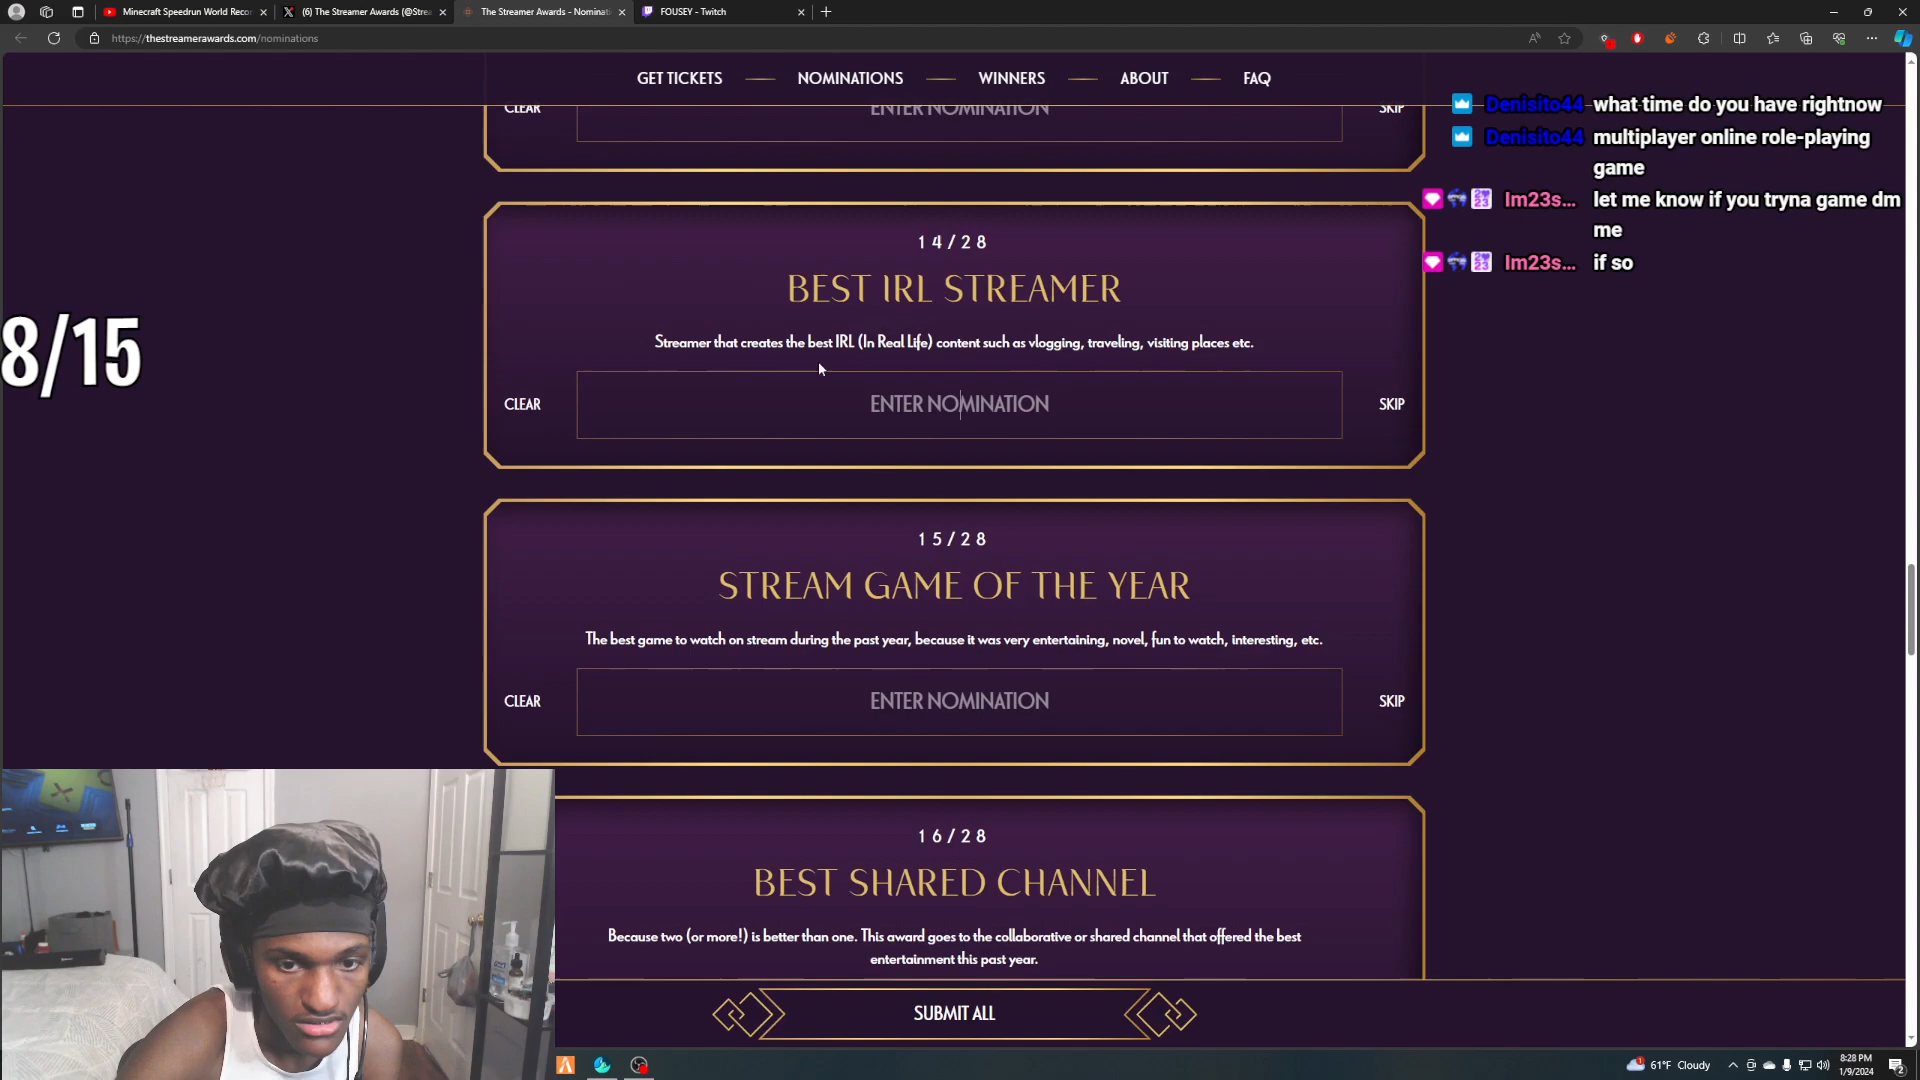 Minecraft Speedrun World Reco
(6) The Streamer Awards (@Strea
The Streamer Awards - Nominati
FOUSEY - Twitch
https://thestreamerawards.com/nominations
GET TICKETS
NOMINATIONS
WINNERS
ABOUT
FAQ
CLEAR
ENTER NOMINATION
SKIP
Denisito44 what time do you have rightnow
Denisito44 multiplayer online role-playing
game
Im23s... let me know if you tryna game dm
me
Im23s... if so
8/15
14/28
BEST IRL STREAMER
Streamer that creates the best IRL (In Real Life) content such as vlogging, traveling, visiting places etc.
CLEAR
ENTER NOMINATION
SKIP
15/28
STREAM GAME OF THE YEAR
The best game to watch on stream during the past year, because it was very entertaining, novel, fun to watch, interesting, etc.
CLEAR
ENTER NOMINATION
SKIP
16/28
BEST SHARED CHANNEL
Because two (or more!) is better than one. This award goes to the collaborative or shared channel that offered the best
entertainment this past year.
SUBMIT ALL
61°F Cloudy
8:28 PM
1/9/2024